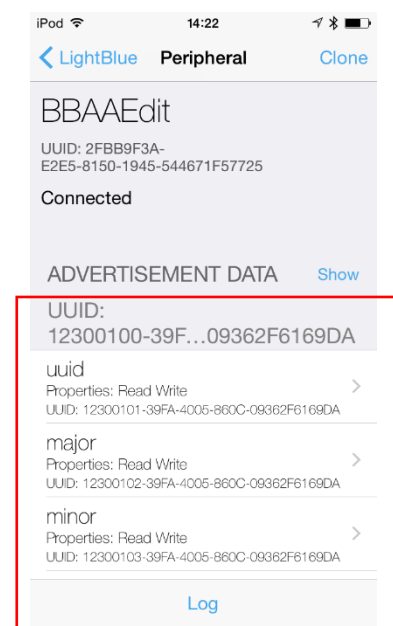 iPod 14:22
LightBlue Peripheral Clone
BBAAEdit
UUID: 2FBB9F3A-
E2E5-8150-1945-544671F57725
Connected
ADVERTISEMENT DATA Show
UUID:
12300100-39F...09362F6169DA
uuid
Properties: Read Write
UUID: 12300101-39FA-4005-860C-09362F6169DA
major
Properties: Read Write
UUID: 12300102-39FA-4005-860C-09362F6169DA
minor
Properties: Read Write
UUID: 12300103-39FA-4005-860C-09362F6169DA
Log